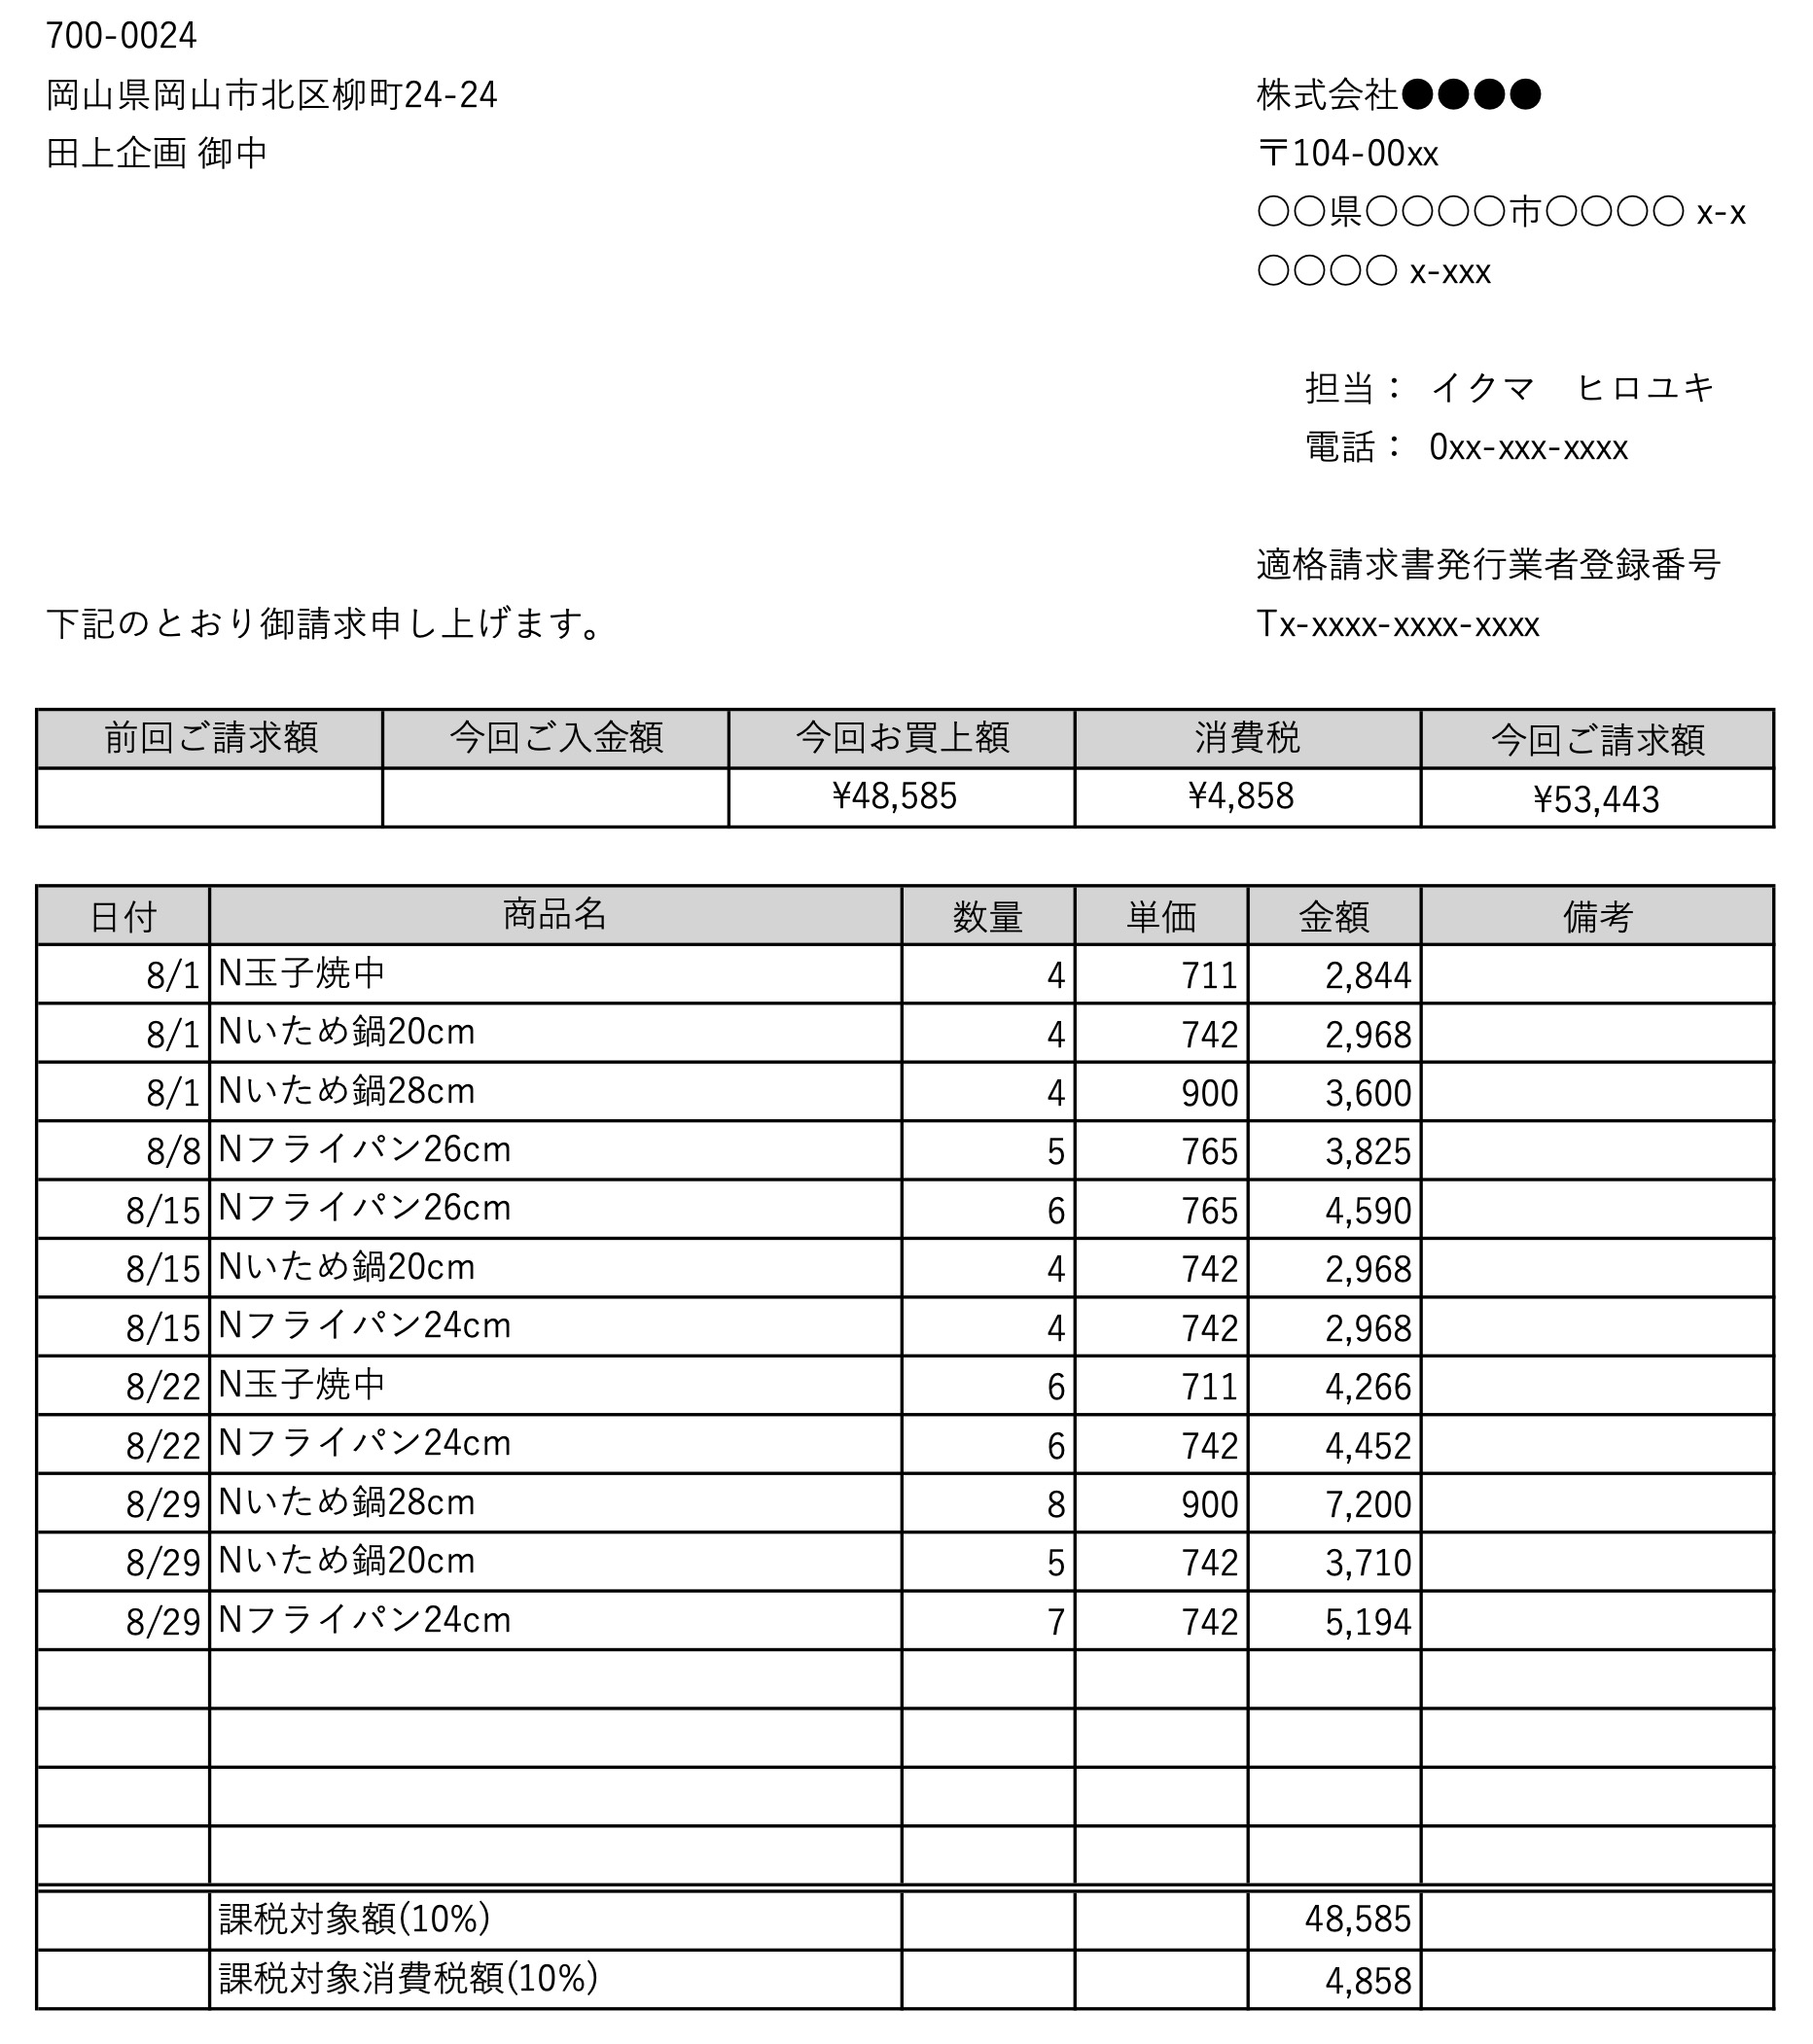 700-0024
岡山県岡山市北区柳町24-24
田上企画 御中
株式会社●●●●
〒104-00xx
○○県○○○○市○○○○ x-x
○○○○ x-xxx
担当： イクマ　ヒロユキ
電話： 0xx-xxx-xxxx
適格請求書発行業者登録番号
Tx-xxxx-xxxx-xxxx
下記のとおり御請求申し上げます。
前回ご請求額 今回ご入金額 今回お買上額 消費税 今回ご請求額
¥48,585 ¥4,858 ¥53,443
日付 商品名 数量 単価 金額 備考
8/1 N玉子焼中 4 711 2,844
8/1 Nいため鍋20cm 4 742 2,968
8/1 Nいため鍋28cm 4 900 3,600
8/8 Nフライパン26cm 5 765 3,825
8/15 Nフライパン26cm 6 765 4,590
8/15 Nいため鍋20cm 4 742 2,968
8/15 Nフライパン24cm 4 742 2,968
8/22 N玉子焼中 6 711 4,266
8/22 Nフライパン24cm 6 742 4,452
8/29 Nいため鍋28cm 8 900 7,200
8/29 Nいため鍋20cm 5 742 3,710
8/29 Nフライパン24cm 7 742 5,194
課税対象額(10%) 48,585
課税対象消費税額(10%) 4,858